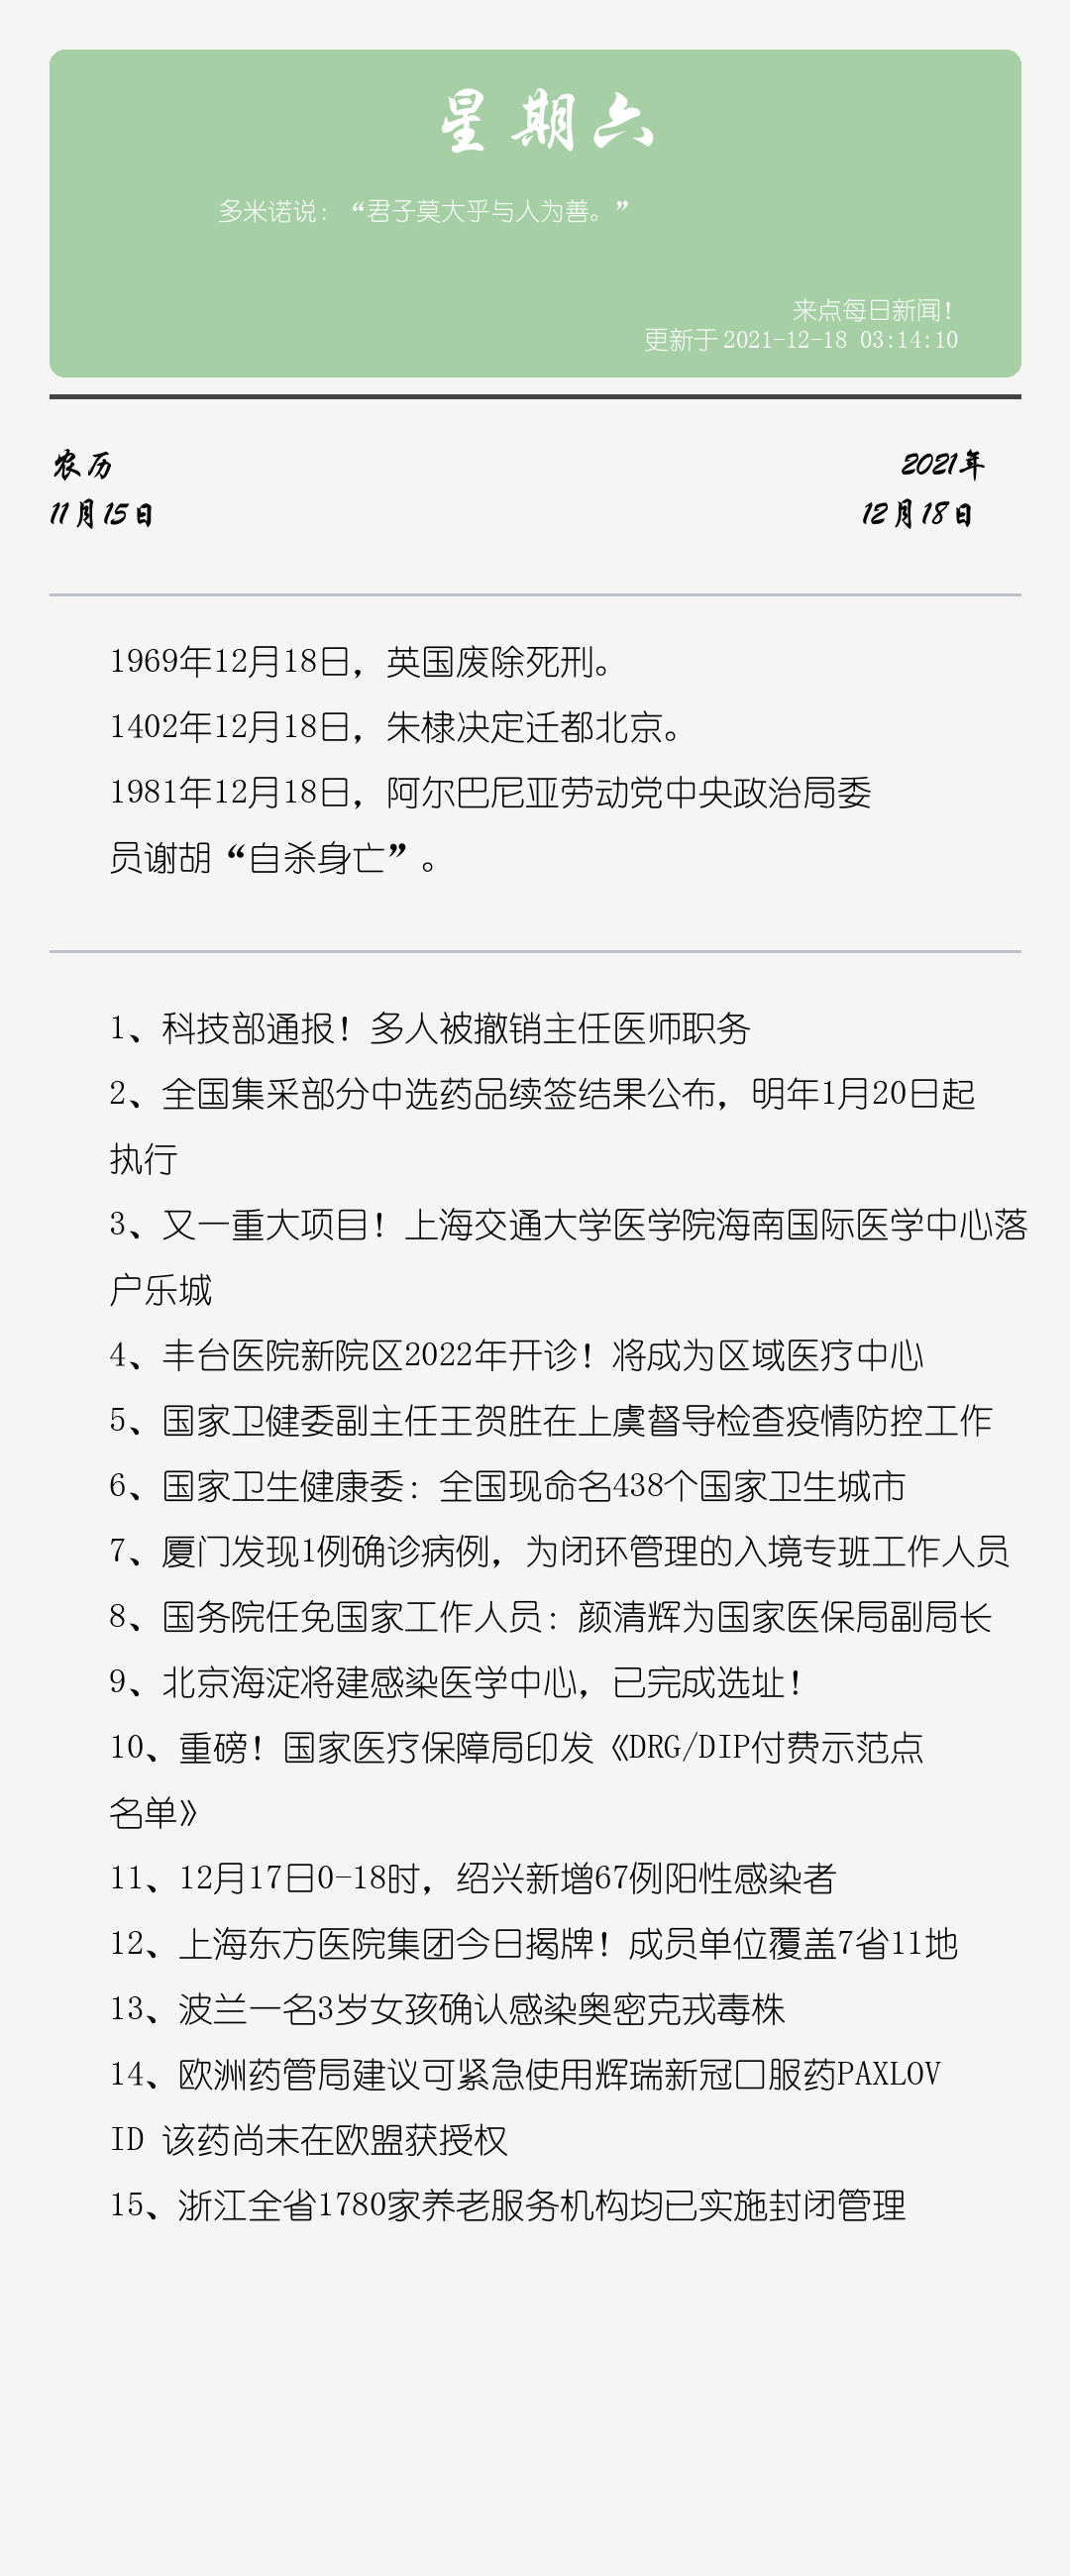 星期六
多米诺说：“君子莫大乎与人为善。”
来点每日新闻！
更新于 2021-12-18 03:14:10
农历
2021年
11月15日
12月18日
1969年12月18日，英国废除死刑。
1402年12月18日，朱棣决定迁都北京。
1981年12月18日，阿尔巴尼亚劳动党中央政治局委
员谢胡“自杀身亡”。
1、科技部通报！多人被撤销主任医师职务
2、全国集采部分中选药品续签结果公布，明年1月20日起
执行
3、又一重大项目！上海交通大学医学院海南国际医学中心落
户乐城
4、丰台医院新院区2022年开诊！将成为区域医疗中心
5、国家卫健委副主任王贺胜在上虞督导检查疫情防控工作
6、国家卫生健康委：全国现命名438个国家卫生城市
7、厦门发现1例确诊病例，为闭环管理的入境专班工作人员
8、国务院任免国家工作人员：颜清辉为国家医保局副局长
9、北京海淀将建感染医学中心，已完成选址！
10、重磅！国家医疗保障局印发《DRG/DIP付费示范点
名单》
11、12月17日0-18时，绍兴新增67例阳性感染者
12、上海东方医院集团今日揭牌！成员单位覆盖7省11地
13、波兰一名3岁女孩确认感染奥密克戎毒株
14、欧洲药管局建议可紧急使用辉瑞新冠口服药PAXLOV
ID 该药尚未在欧盟获授权
15、浙江全省1780家养老服务机构均已实施封闭管理